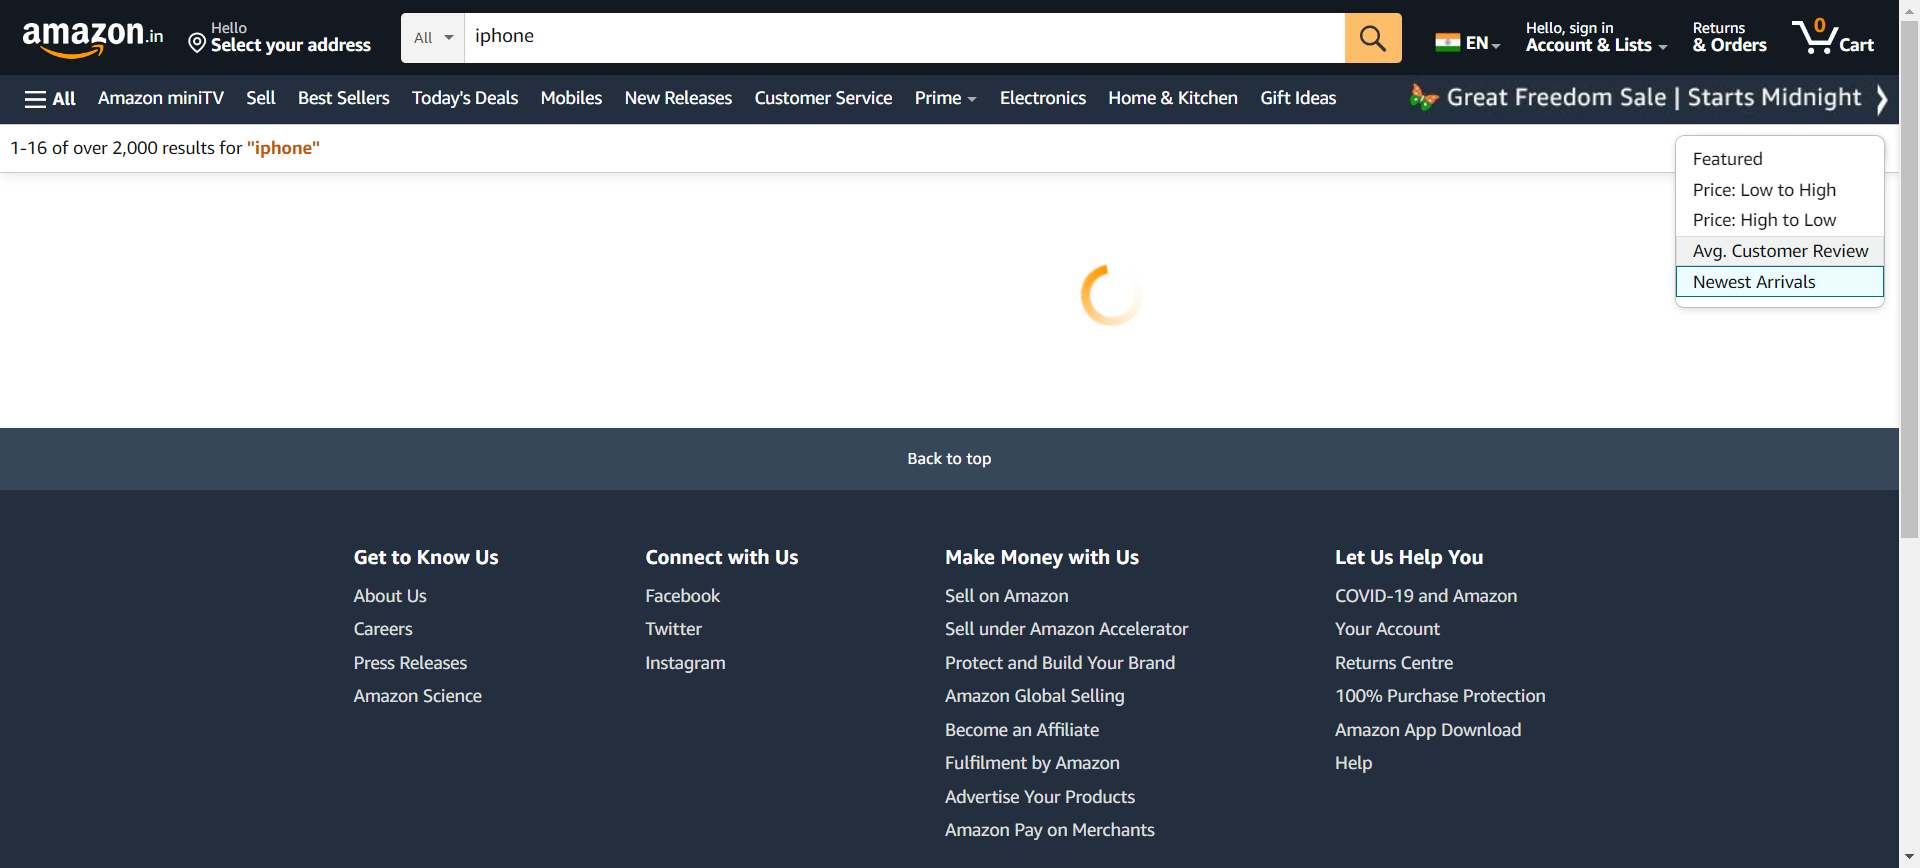 amazon.in
Hello
Select your address
All
iphone
EN
Hello, sign in
Account & Lists
Returns
& Orders
0
Cart
All
Amazon miniTV
Sell
Best Sellers
Today's Deals
Mobiles
New Releases
Customer Service
Prime
Electronics
Home & Kitchen
Gift Ideas
Great Freedom Sale | Starts Midnight
1-16 of over 2,000 results for "iphone"
Featured
Price: Low to High
Price: High to Low
Avg. Customer Review
Newest Arrivals
Back to top
Get to Know Us
About Us
Careers
Press Releases
Amazon Science
Connect with Us
Facebook
Twitter
Instagram
Make Money with Us
Sell on Amazon
Sell under Amazon Accelerator
Protect and Build Your Brand
Amazon Global Selling
Become an Affiliate
Fulfilment by Amazon
Advertise Your Products
Amazon Pay on Merchants
Let Us Help You
COVID-19 and Amazon
Your Account
Returns Centre
100% Purchase Protection
Amazon App Download
Help